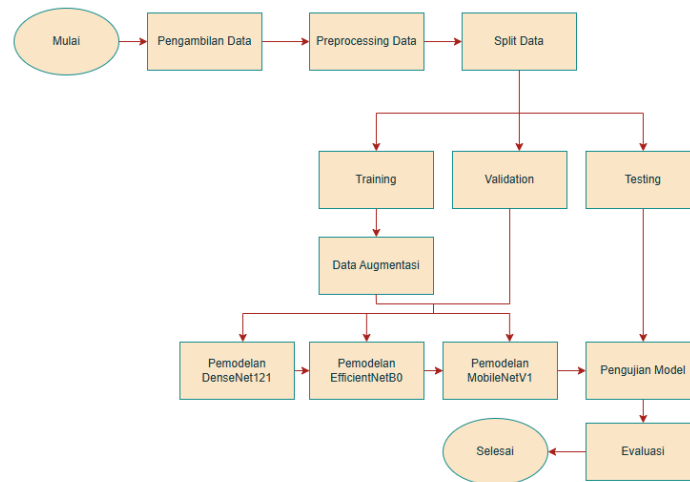 Mulai
Pengambilan Data
Preprocessing Data
Split Data
Training
Validation
Testing
Data Augmentasi
Pemodelan
DenseNet121
Pemodelan
EfficientNetB0
Pemodelan
MobileNetV1
Pengujian Model
Selesai
Evaluasi